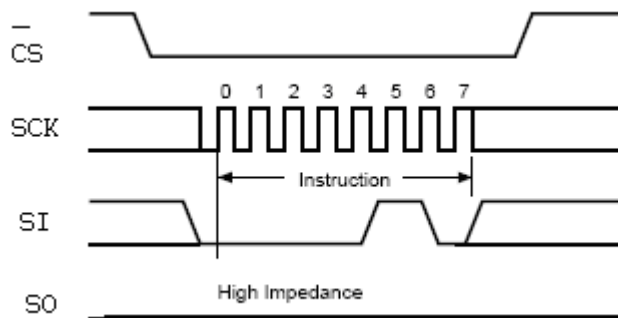 CS
0 1 2 3 4 5 6 7
SCK
Instruction
SI
High Impedance
SO